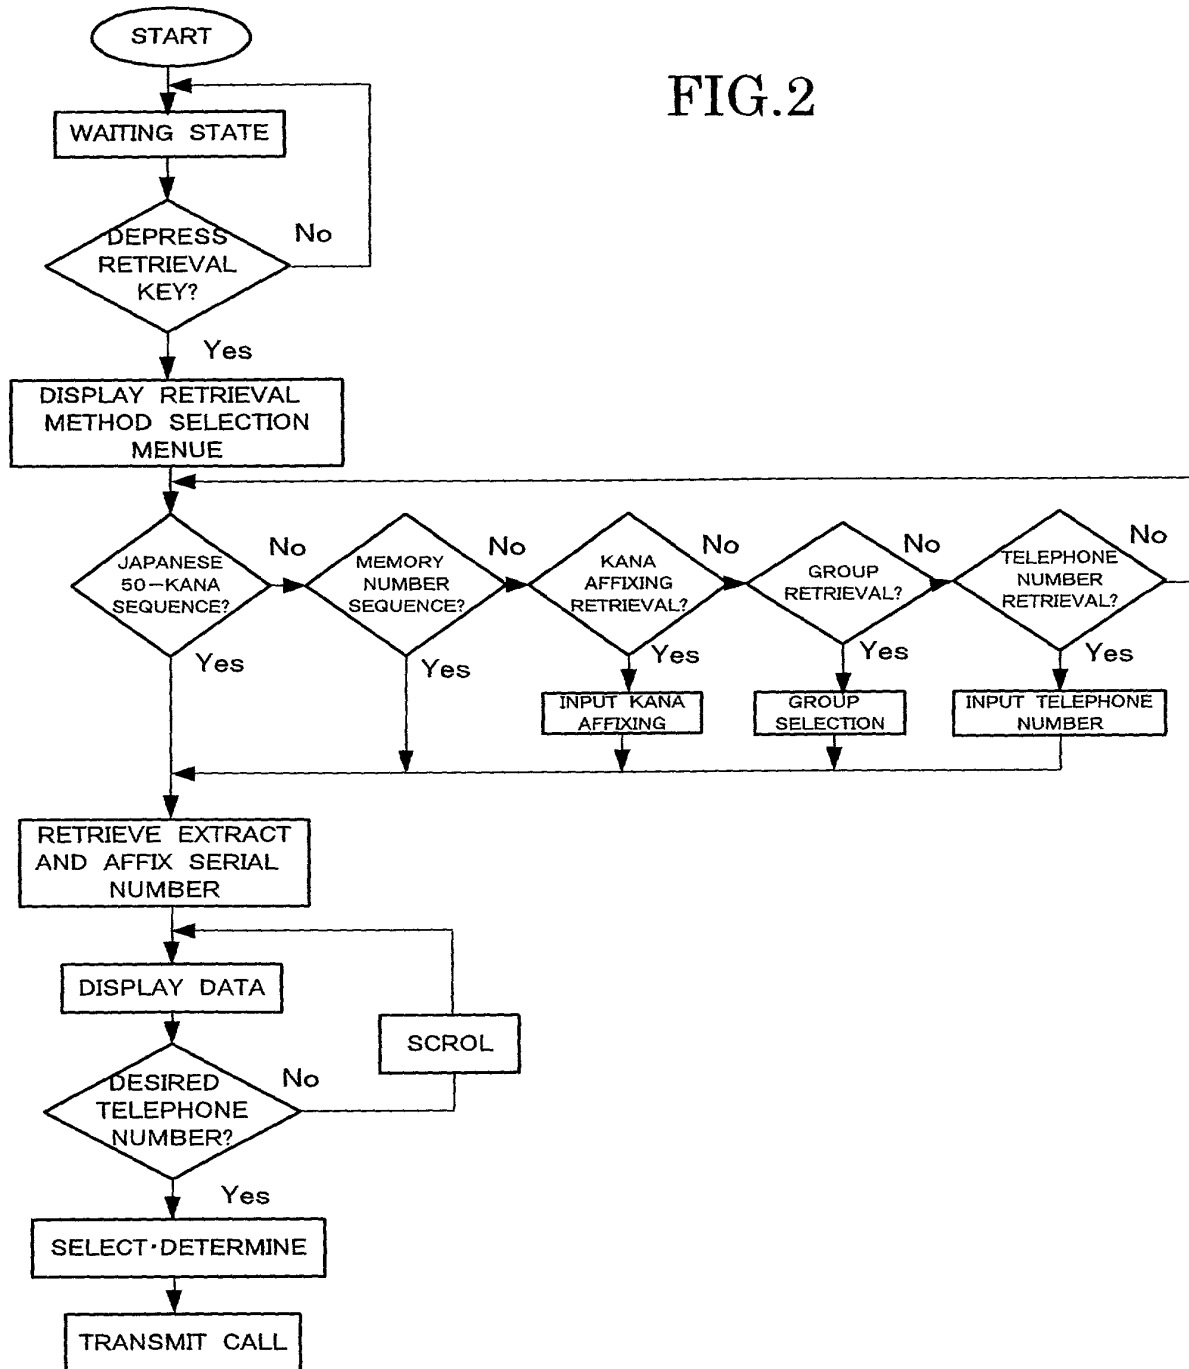 START
FIG.2
WAITING STATE
No
DEPRESS
RETRIEVAL
KEY?
Yes
DISPLAY RETRIEVAL
METHOD SELECTION
MENUE
JAPANESE
50-KANA
SEQUENCE?
No
Yes
MEMORY
NUMBER
SEQUENCE?
No
Yes
KANA
AFFIXING
RETRIEVAL?
No
Yes
GROUP
RETRIEVAL?
No
Yes
TELEPHONE
NUMBER
RETRIEVAL?
No
Yes
INPUT KANA
AFFIXING
GROUP
SELECTION
INPUT TELEPHONE
NUMBER
RETRIEVE EXTRACT
AND AFFIX SERIAL
NUMBER
DISPLAY DATA
SCROL
DESIRED
TELEPHONE
NUMBER?
No
Yes
SELECT·DETERMINE
TRANSMIT CALL